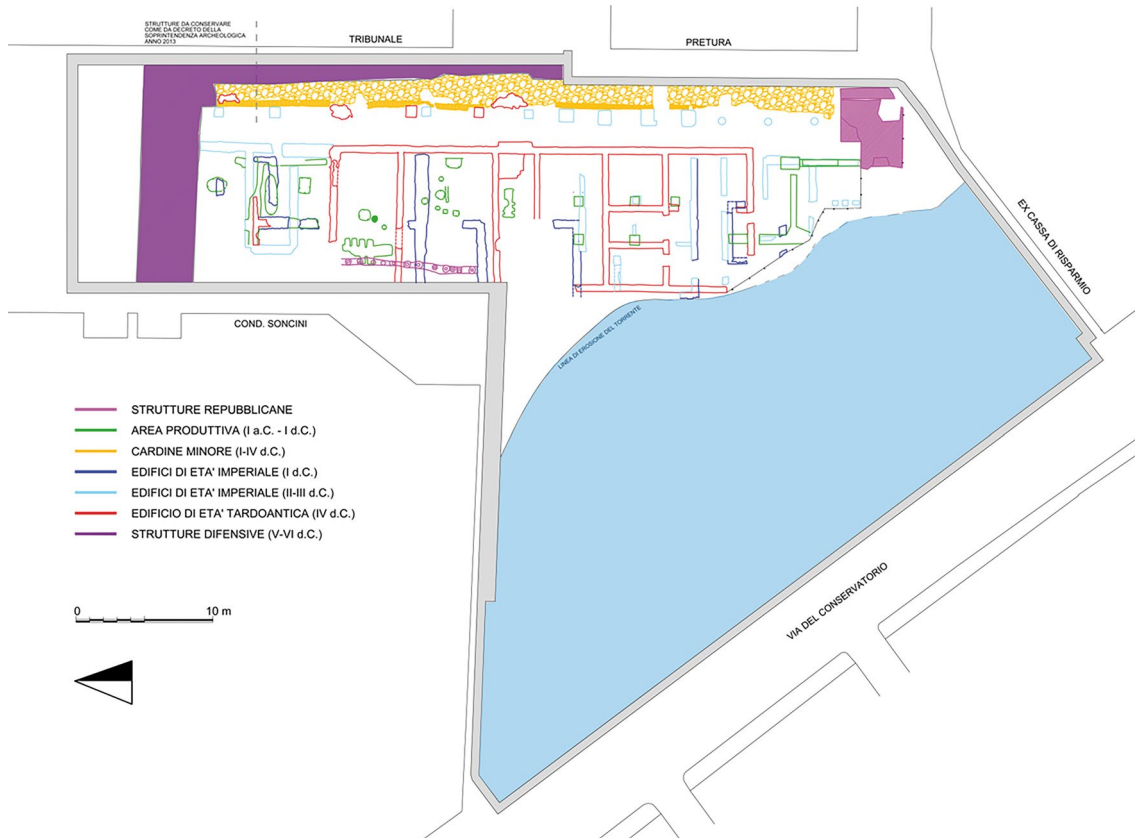 STRUTTURE DA CONSERVARE
COME DA DECRETO DELLA
SOPRINTENDENZA ARCHEOLOGICA
ANNO 2013
TRIBUNALE
PRETURA
EX CASSA DI RISPARMIO
COND. SONCINI
LINEA DI EROSIONE DEL TORRENTE
STRUTTURE REPUBBLICANE
AREA PRODUTTIVA (I a.C. - I d.C.)
CARDINE MINORE (I-IV d.C.)
EDIFICI DI ETA' IMPERIALE (I d.C.)
EDIFICI DI ETA' IMPERIALE (II-III d.C.)
EDIFICIO DI ETA' TARDOANTICA (IV d.C.)
STRUTTURE DIFENSIVE (V-VI d.C.)
0 10 m
VIA DEL CONSERVATORIO